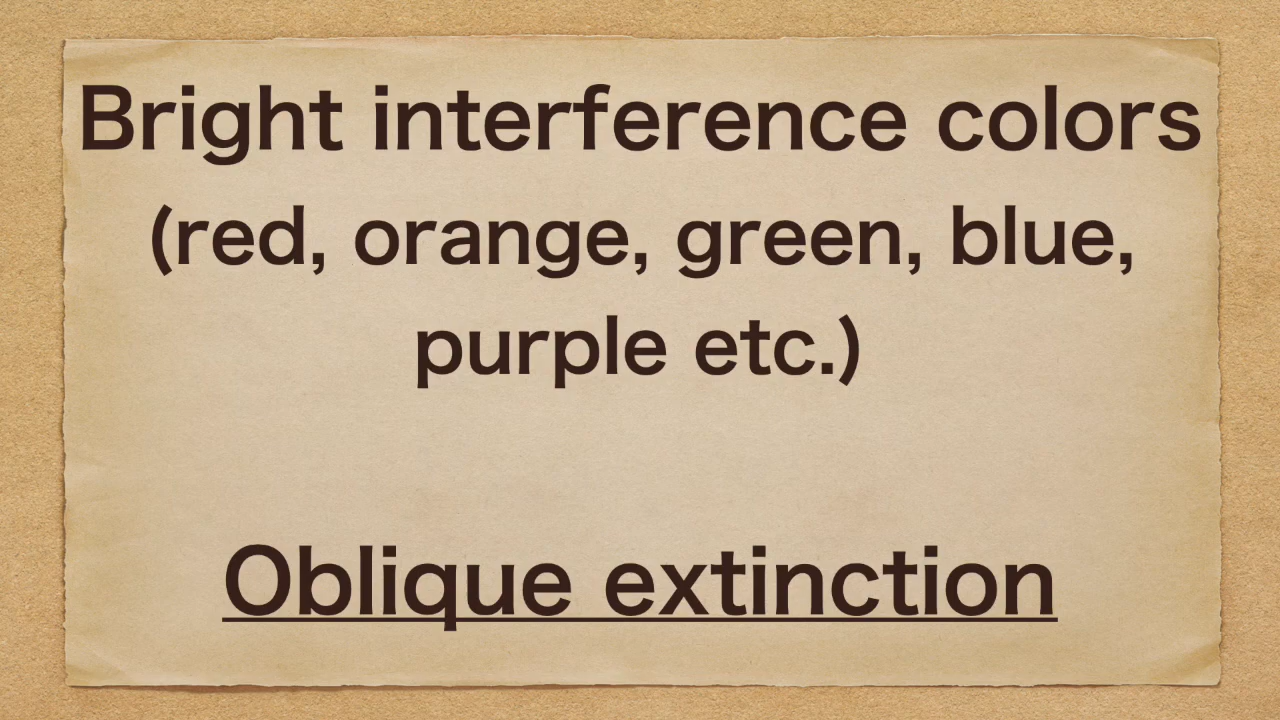 Bright interference colors
(red, orange, green, blue,
purple etc.)
Oblique extinction